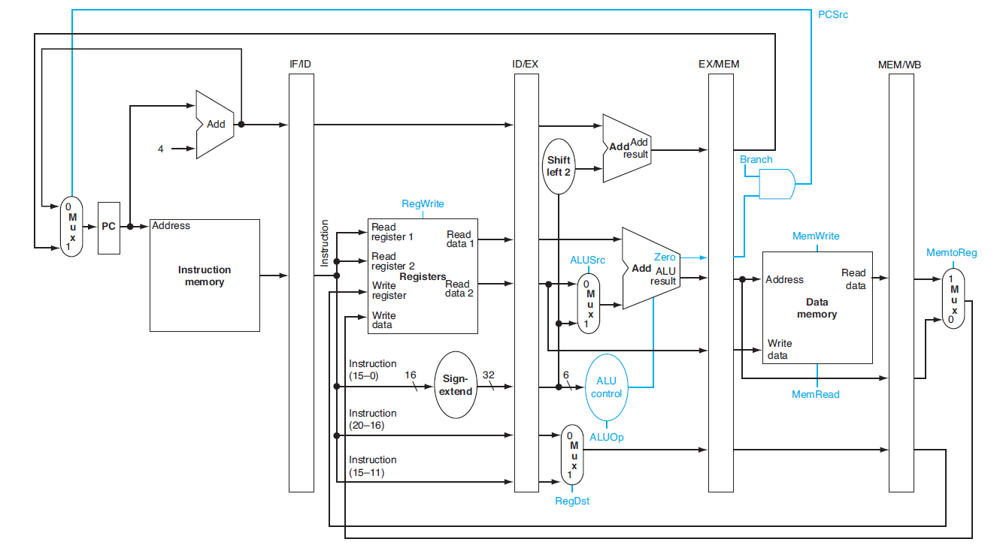 PCSrc
IF/ID
ID/EX
EX/MEM
MEM/WB
Add
4
Add Add
result
Shift
left 2
Branch
0
M
u
x
1
PC
Address
Instruction
memory
Instruction
RegWrite
Read
register 1
Read
register 2
Write
register
Write
data
Registers
Read
data 1
Read
data 2
ALUSrc
0
M
u
x
1
Zero
Add ALU
result
MemWrite
Address
Read
data
Data
memory
Write
data
MemRead
MemtoReg
1
M
u
x
0
Instruction
(15–0)
16
Sign-
extend
32
6
ALU
control
ALUOp
Instruction
(20–16)
Instruction
(15–11)
0
M
u
x
1
RegDst